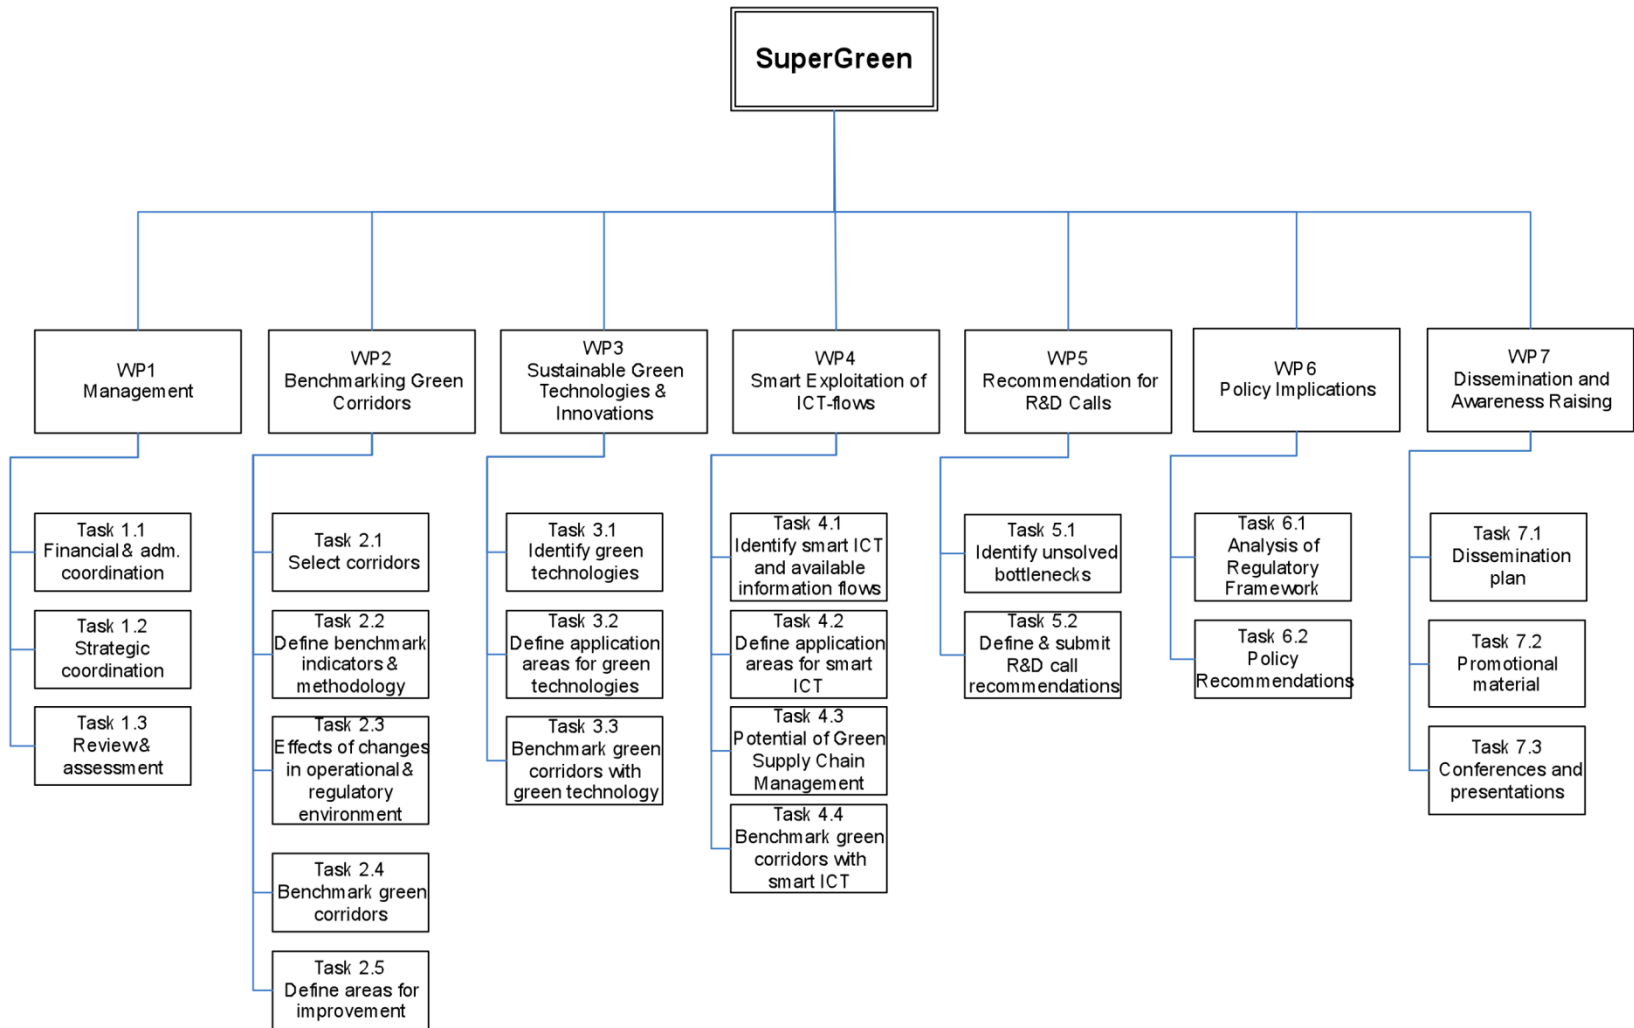 SuperGreen
WP1
Management
WP2
Benchmarking Green
Corridors
WP3
Sustainable Green
Technologies &
Innovations
WP4
Smart Exploitation of
ICT-flows
WP5
Recommendation for
R&D Calls
WP6
Policy Implications
WP7
Dissemination and
Awareness Raising
Task 1.1
Financial & adm.
coordination
Task 1.2
Strategic
coordination
Task 1.3
Review &
assessment
Task 2.1
Select corridors
Task 2.2
Define benchmark
indicators &
methodology
Task 2.3
Effects of changes
in operational &
regulatory
environment
Task 2.4
Benchmark green
corridors
Task 2.5
Define areas for
improvement
Task 3.1
Identify green
technologies
Task 3.2
Define application
areas for green
technologies
Task 3.3
Benchmark green
corridors with
green technology
Task 4.1
Identify smart ICT
and available
information flows
Task 4.2
Define application
areas for smart
ICT
Task 4.3
Potential of Green
Supply Chain
Management
Task 4.4
Benchmark green
corridors with
smart ICT
Task 5.1
Identify unsolved
bottlenecks
Task 5.2
Define & submit
R&D call
recommendations
Task 6.1
Analysis of
Regulatory
Framework
Task 6.2
Policy
Recommendations
Task 7.1
Dissemination
plan
Task 7.2
Promotional
material
Task 7.3
Conferences and
presentations